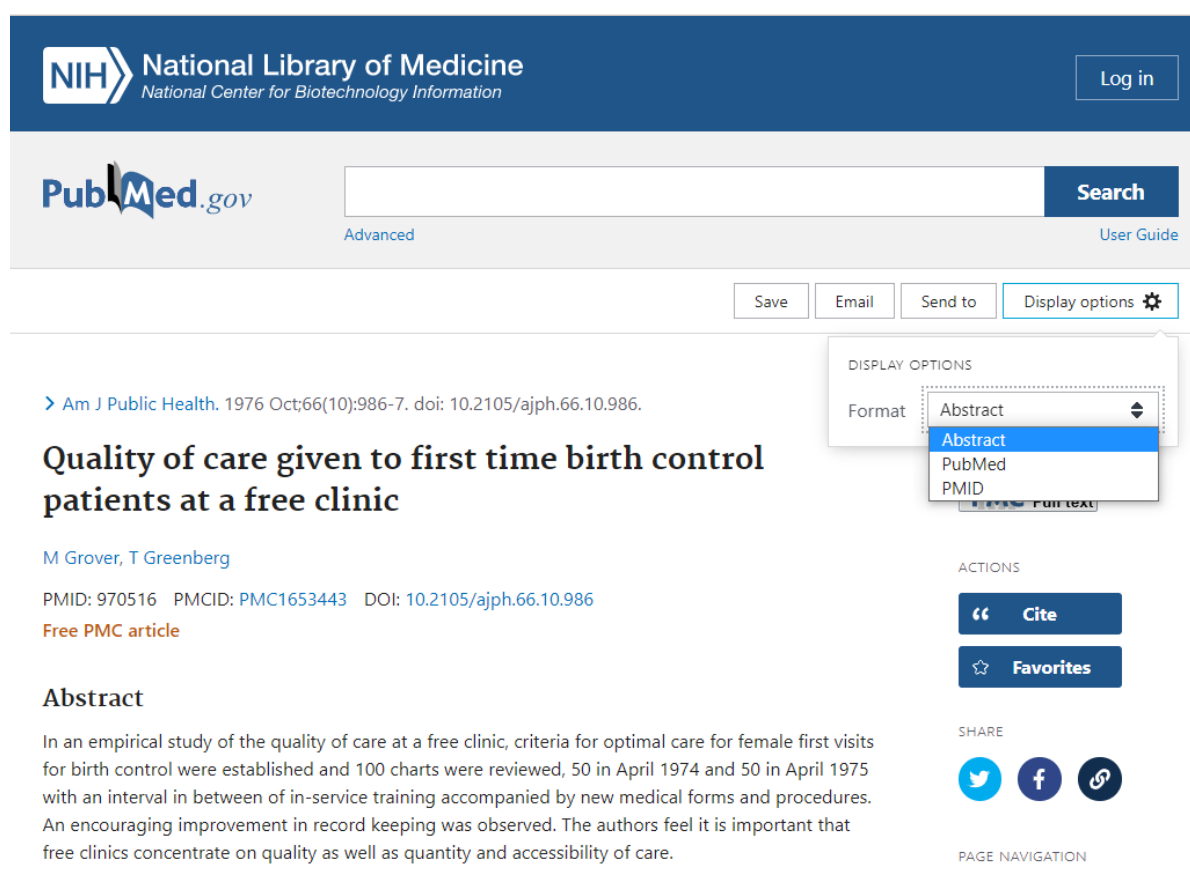 NIH National Library of Medicine
National Center for Biotechnology Information
Log in
PubMed.gov
Search
Advanced
User Guide
Save
Email
Send to
Display options
DISPLAY OPTIONS
Format
Abstract
Abstract
PubMed
PMID
Full text
Am J Public Health. 1976 Oct;66(10):986-7. doi: 10.2105/ajph.66.10.986.
Quality of care given to first time birth control
patients at a free clinic
M Grover, T Greenberg
PMID: 970516 PMCID: PMC1653443 DOI: 10.2105/ajph.66.10.986
Free PMC article
Abstract
In an empirical study of the quality of care at a free clinic, criteria for optimal care for female first visits
for birth control were established and 100 charts were reviewed, 50 in April 1974 and 50 in April 1975
with an interval in between of in-service training accompanied by new medical forms and procedures.
An encouraging improvement in record keeping was observed. The authors feel it is important that
free clinics concentrate on quality as well as quantity and accessibility of care.
ACTIONS
Cite
Favorites
SHARE
PAGE NAVIGATION